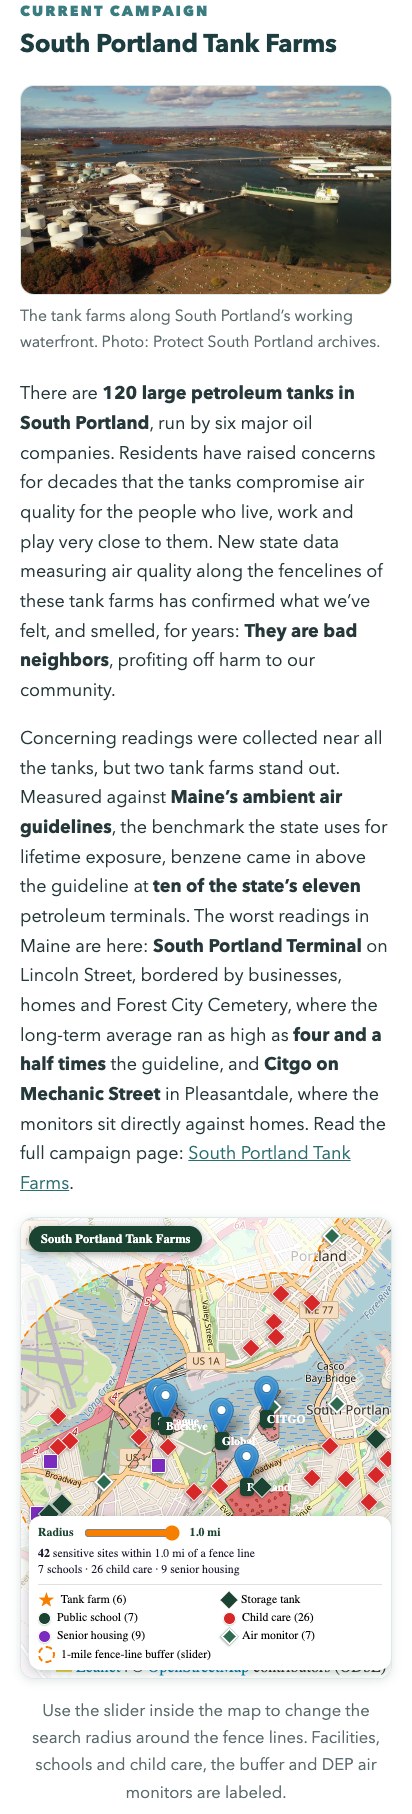 CURRENT CAMPAIGN
South Portland Tank Farms
The tank farms along South Portland's working
waterfront. Photo: Protect South Portland archives.
There are 120 large petroleum tanks in
South Portland, run by six major oil
companies. Residents have raised concerns
for decades that the tanks compromise air
quality for the people who live, work and
play very close to them. New state data
measuring air quality along the fencelines of
these tank farms has confirmed what we've
felt, and smelled, for years: They are bad
neighbors, profiting off harm to our
community.
Concerning readings were collected near all
the tanks, but two tank farms stand out.
Measured against Maine's ambient air
guidelines, the benchmark the state uses for
lifetime exposure, benzene came in above
the guideline at ten of the state's eleven
petroleum terminals. The worst readings in
Maine are here: South Portland Terminal on
Lincoln Street, bordered by businesses,
homes and Forest City Cemetery, where the
long-term average ran as high as four and a
half times the guideline, and Citgo on
Mechanic Street in Pleasantdale, where the
monitors sit directly against homes. Read the
full campaign page: South Portland Tank
Farms.
South Portland Tank Farms
Portland
Valley Street
ME 77
Fore River
US 1A
Casco
Bay Bridge
South Portlan
CITGO
Buckeye
Global
US 1
Broadway
Broadway
Radius 1.0 mi
42 sensitive sites within 1.0 mi of a fence line
7 schools · 26 child care · 9 senior housing
Tank farm (6)
Storage tank
Public school (7)
Child care (26)
Senior housing (9)
Air monitor (7)
1-mile fence-line buffer (slider)
Leaflet | © OpenStreetMap contributors (ODbL)
Use the slider inside the map to change the
search radius around the fence lines. Facilities,
schools and child care, the buffer and DEP air
monitors are labeled.